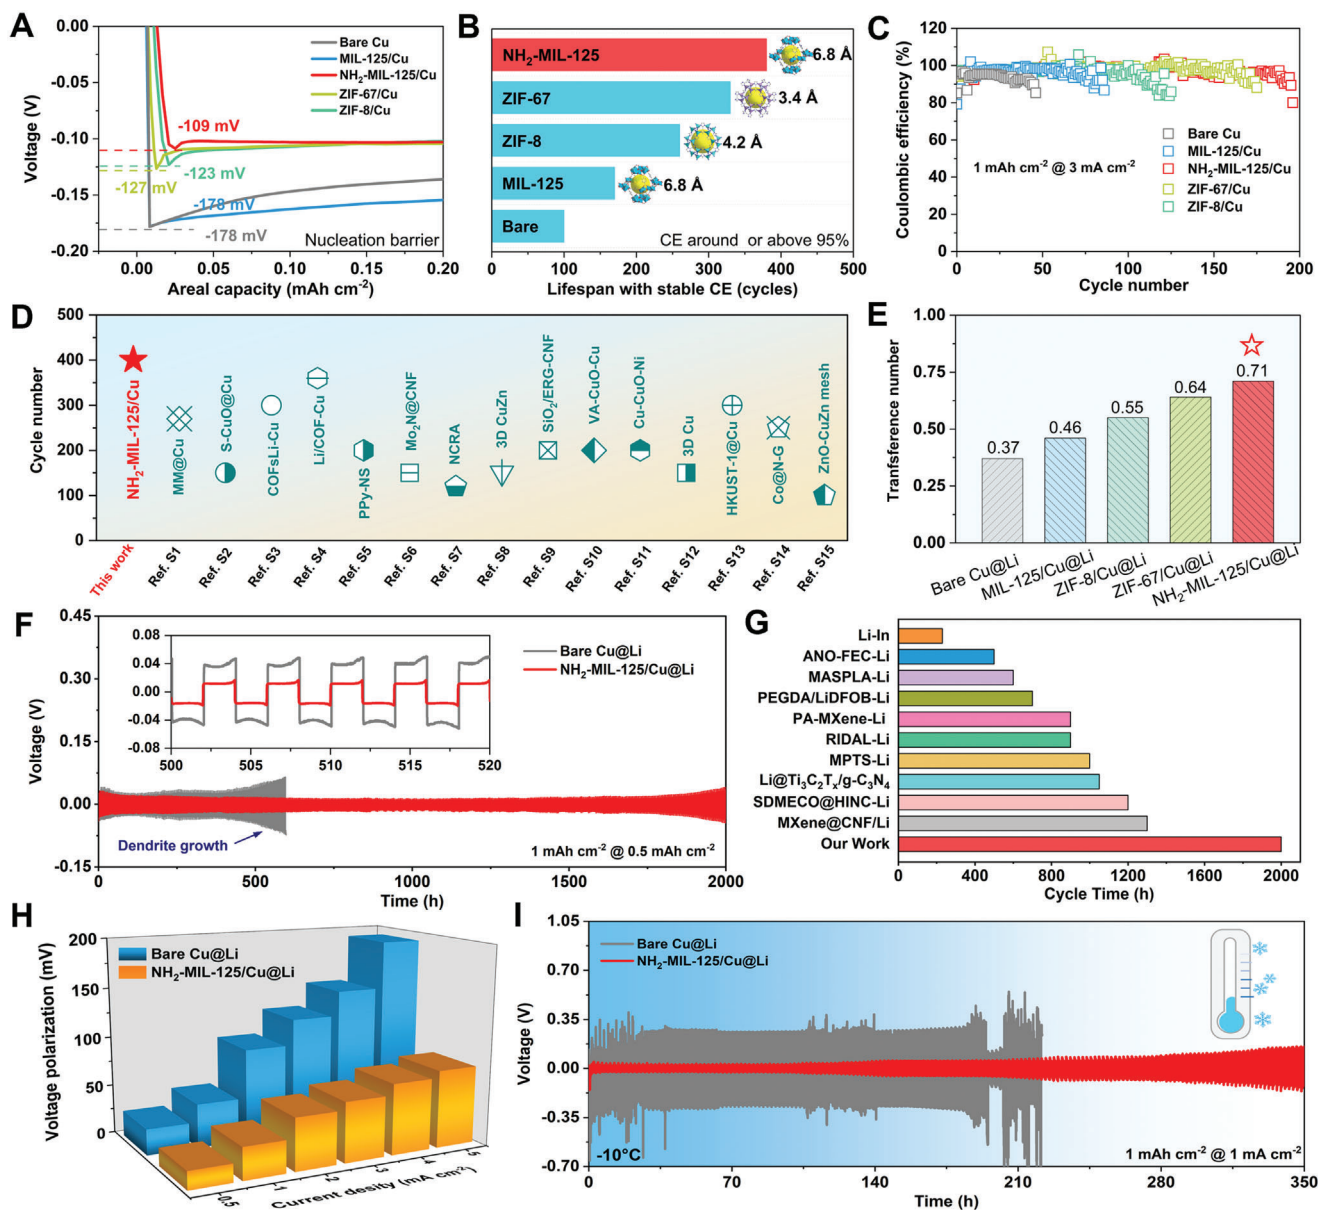 A
Voltage (V)
0.00
-0.05
-0.10
-0.15
-0.20
Bare Cu
MIL-125/Cu
NH₂-MIL-125/Cu
ZIF-67/Cu
ZIF-8/Cu
-109 mV
-123 mV
-127 mV
-178 mV
-178 mV
Nucleation barrier
0.00 0.05 0.10 0.15 0.20
Areal capacity (mAh cm⁻²)
B
NH₂-MIL-125
6.8 Å
ZIF-67
3.4 Å
ZIF-8
4.2 Å
MIL-125
6.8 Å
Bare
CE around or above 95%
0 100 200 300 400 500
Lifespan with stable CE (cycles)
C
Coulombic efficiency (%)
120
100
80
60
40
20
0
Bare Cu
MIL-125/Cu
NH₂-MIL-125/Cu
ZIF-67/Cu
ZIF-8/Cu
1 mAh cm⁻² @ 3 mA cm⁻²
0 50 100 150 200
Cycle number
D
Cycle number
500
400
300
200
100
0
NH₂-MIL-125/Cu
MM@Cu
S-CuO@Cu
COFsLi-Cu
Li/COF-Cu
PPy-NS
Mo₂N@CNF
NCRA
3D CuZn
SiO₂/ERG-CNF
VA-CuO-Cu
Cu-CuO-Ni
3D Cu
HKUST-1@Cu
Co@N-G
ZnO-CuZn mesh
This work
Ref. S1
Ref. S2
Ref. S3
Ref. S4
Ref. S5
Ref. S6
Ref. S7
Ref. S8
Ref. S9
Ref. S10
Ref. S11
Ref. S12
Ref. S13
Ref. S14
Ref. S15
E
Tranfsference number
1.00
0.75
0.50
0.25
0.00
0.37
0.46
0.55
0.64
0.71
Bare Cu@Li
MIL-125/Cu@Li
ZIF-8/Cu@Li
ZIF-67/Cu@Li
NH₂-MIL-125/Cu@Li
F
Voltage (V)
0.45
0.30
0.15
0.00
-0.15
0.08
0.04
0.00
-0.04
-0.08
500 505 510 515 520
Bare Cu@Li
NH₂-MIL-125/Cu@Li
Dendrite growth
1 mAh cm⁻² @ 0.5 mAh cm⁻²
0 500 1000 1500 2000
Time (h)
G
Li-In
ANO-FEC-Li
MASPLA-Li
PEGDA/LiDFOB-Li
PA-MXene-Li
RIDAL-Li
MPTS-Li
Li@Ti₃C₂Tₓ/g-C₃N₄
SDMECO@HINC-Li
MXene@CNF/Li
Our Work
0 400 800 1200 1600 2000
Cycle Time (h)
H
Voltage polarization (mV)
200
150
100
50
0
Bare Cu@Li
NH₂-MIL-125/Cu@Li
0.5 1 2 3 4 5
Current desity (mA cm⁻²)
I
Voltage (V)
1.05
0.70
0.35
0.00
-0.35
-0.70
Bare Cu@Li
NH₂-MIL-125/Cu@Li
-10°C
1 mAh cm⁻² @ 1 mA cm⁻²
0 70 140 210 280 350
Time (h)